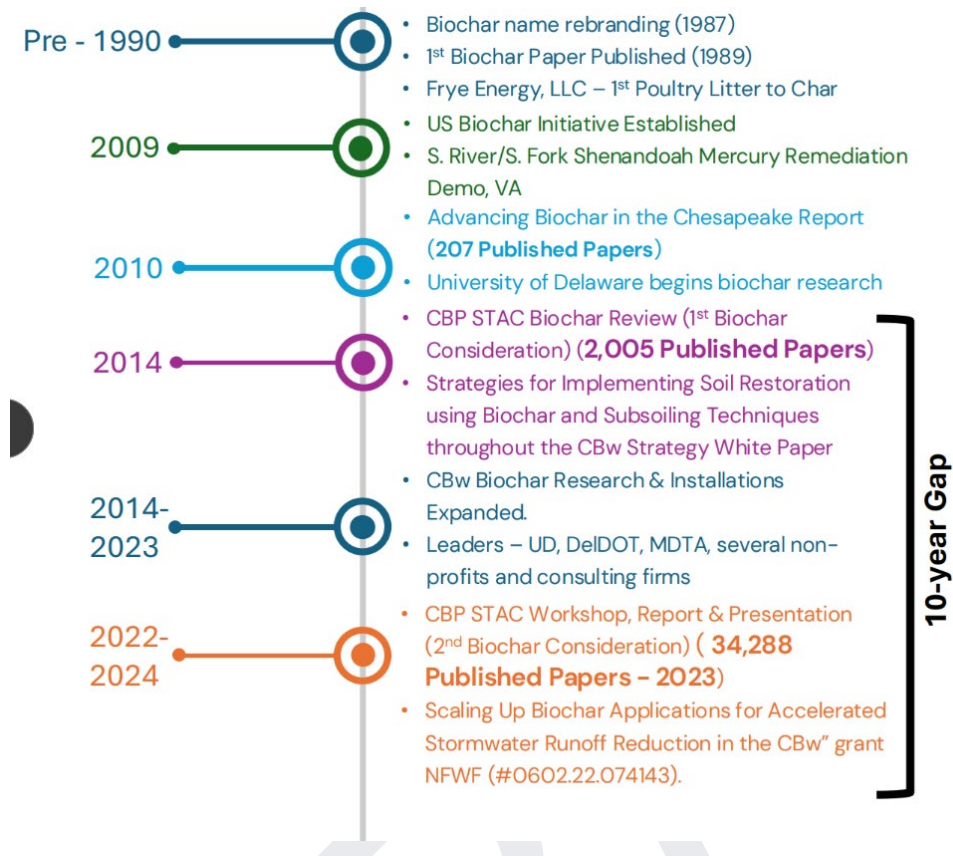 Pre - 1990
• Biochar name rebranding (1987)
• 1st Biochar Paper Published (1989)
• Frye Energy, LLC – 1st Poultry Litter to Char
2009
• US Biochar Initiative Established
• S. River/S. Fork Shenandoah Mercury Remediation
Demo, VA
2010
• Advancing Biochar in the Chesapeake Report
(207 Published Papers)
• University of Delaware begins biochar research
2014
• CBP STAC Biochar Review (1st Biochar
Consideration) (2,005 Published Papers)
• Strategies for Implementing Soil Restoration
using Biochar and Subsoiling Techniques
throughout the CBw Strategy White Paper
2014-
2023
• CBw Biochar Research & Installations
Expanded.
• Leaders – UD, DelDOT, MDTA, several non-
profits and consulting firms
2022-
2024
• CBP STAC Workshop, Report & Presentation
(2nd Biochar Consideration) ( 34,288
Published Papers – 2023)
• Scaling Up Biochar Applications for Accelerated
Stormwater Runoff Reduction in the CBw” grant
NFWF (#0602.22.074143).
10-year Gap